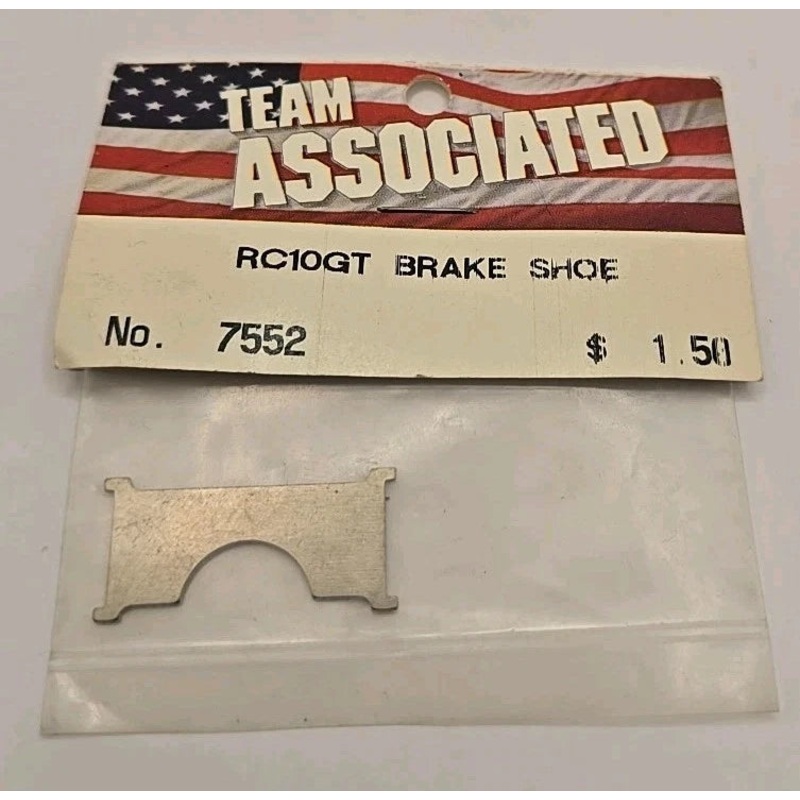 TEAM
ASSOCIATED
RC10GT BRAKE SHOE
No. 7552 $ 1.50